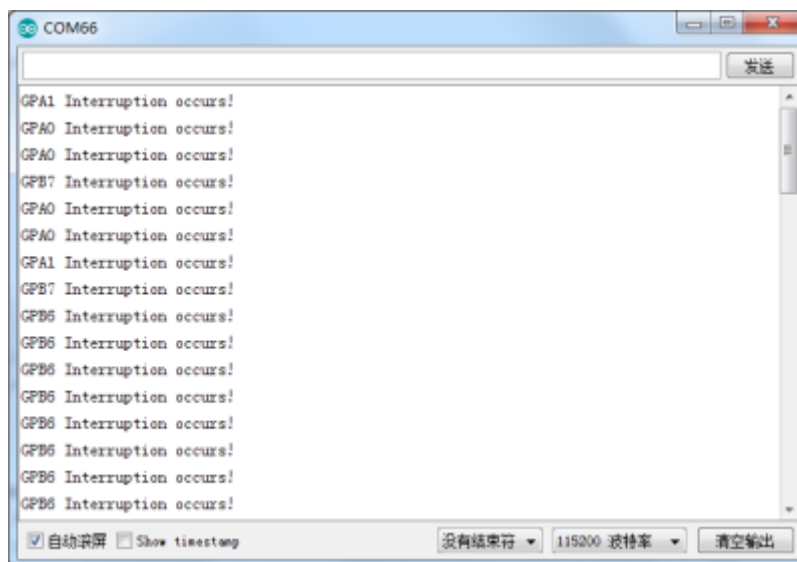 COM66
发送
GPA1 Interruption occurs!
GPA0 Interruption occurs!
GPA0 Interruption occurs!
GPB7 Interruption occurs!
GPA0 Interruption occurs!
GPA0 Interruption occurs!
GPA1 Interruption occurs!
GPB7 Interruption occurs!
GPB6 Interruption occurs!
GPB6 Interruption occurs!
GPB6 Interruption occurs!
GPB6 Interruption occurs!
GPB6 Interruption occurs!
GPB6 Interruption occurs!
GPB6 Interruption occurs!
GPB6 Interruption occurs!
自动滚屏 Show timestamp 没有结束符 115200 波特率 清空输出